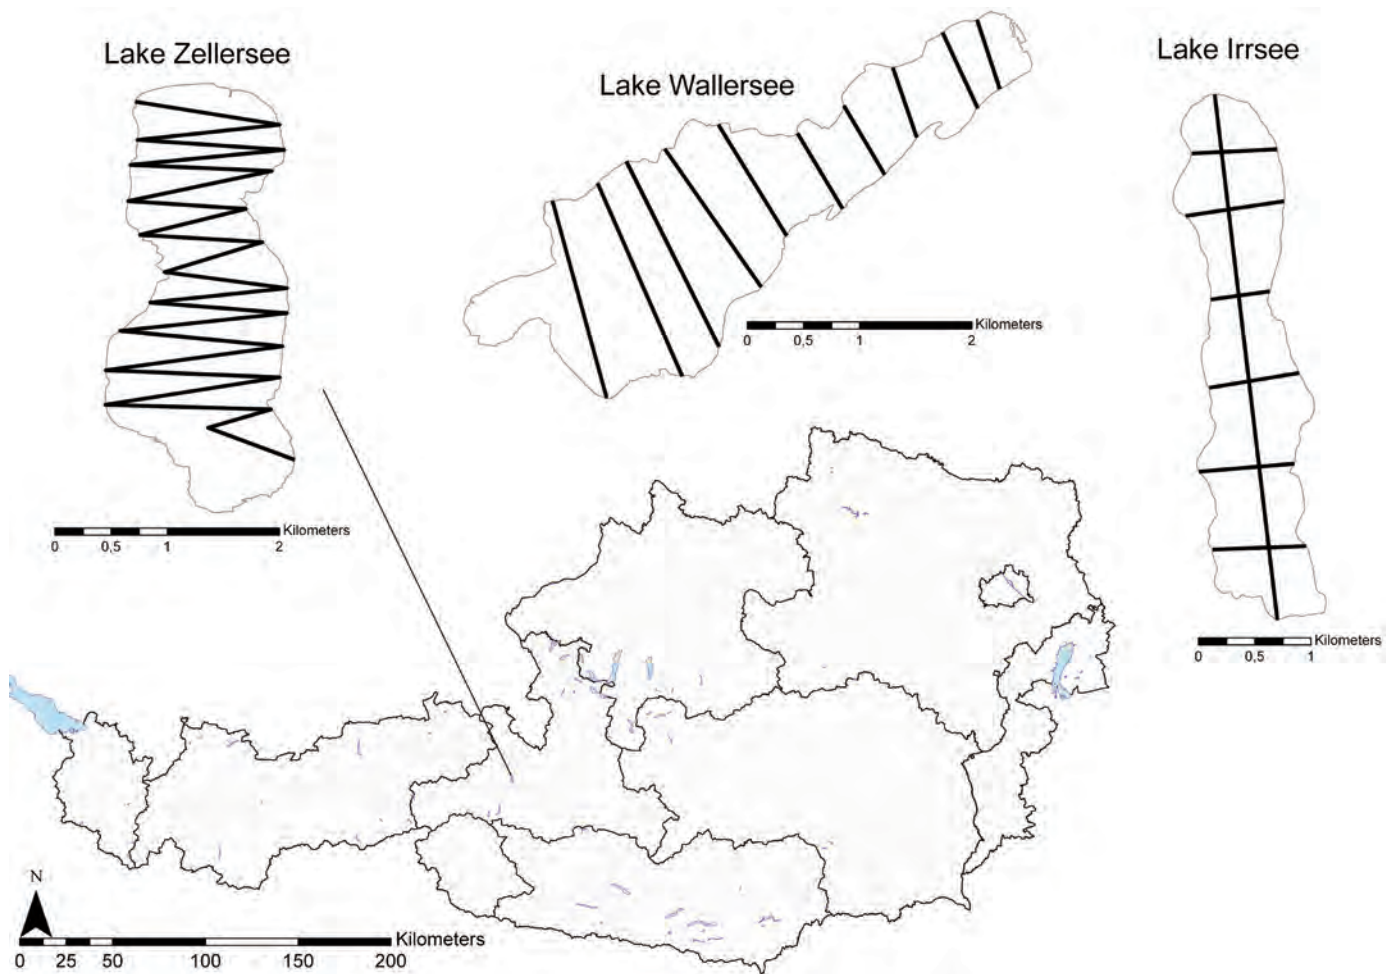 Lake Zellersee
Lake Wallersee
Lake Irrsee
Kilometers
0 0,5 1 2
Kilometers
0 0,5 1 2
Kilometers
0 0,5 1
N
Kilometers
0 25 50 100 150 200